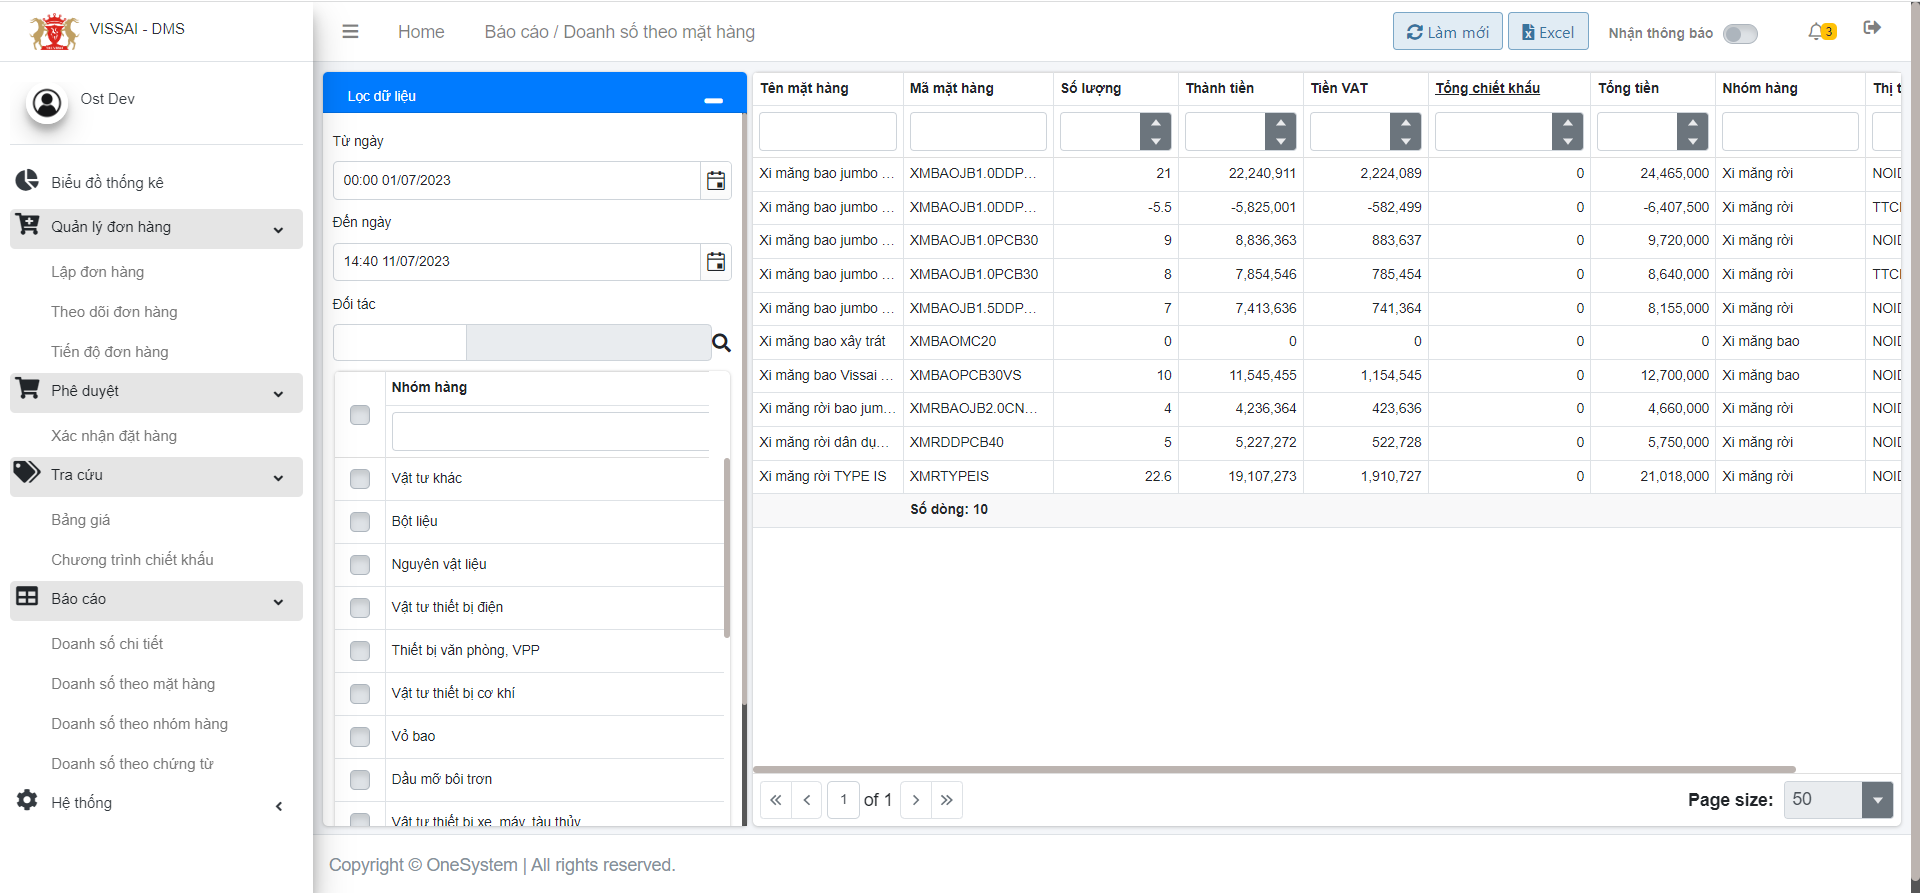 VISSAI - DMS
Home
Báo cáo / Doanh số theo mặt hàng
Làm mới
Excel
Nhận thông báo
3
Ost Dev
Biểu đồ thống kê
Quản lý đơn hàng
Lập đơn hàng
Theo dõi đơn hàng
Tiến độ đơn hàng
Phê duyệt
Xác nhận đặt hàng
Tra cứu
Bảng giá
Chương trình chiết khấu
Báo cáo
Doanh số chi tiết
Doanh số theo mặt hàng
Doanh số theo nhóm hàng
Doanh số theo chứng từ
Hệ thống
Lọc dữ liệu
Từ ngày
00:00 01/07/2023
Đến ngày
14:40 11/07/2023
Đối tác
Nhóm hàng
Vật tư khác
Bột liệu
Nguyên vật liệu
Vật tư thiết bị điện
Thiết bị văn phòng, VPP
Vật tư thiết bị cơ khí
Vỏ bao
Dầu mỡ bôi trơn
Vật tư thiết bị xe, máy, tàu thủy
Tên mặt hàng Mã mặt hàng Số lượng Thành tiền Tiền VAT Tổng chiết khấu Tổng tiền Nhóm hàng Thị t
Xi măng bao jumbo ... XMBAOJB1.0DDP... 21 22,240,911 2,224,089 0 24,465,000 Xi măng rời NOID
Xi măng bao jumbo ... XMBAOJB1.0DDP... -5.5 -5,825,001 -582,499 0 -6,407,500 Xi măng rời TTCI
Xi măng bao jumbo ... XMBAOJB1.0PCB30 9 8,836,363 883,637 0 9,720,000 Xi măng rời NOID
Xi măng bao jumbo ... XMBAOJB1.0PCB30 8 7,854,546 785,454 0 8,640,000 Xi măng rời TTCI
Xi măng bao jumbo ... XMBAOJB1.5DDP... 7 7,413,636 741,364 0 8,155,000 Xi măng rời NOID
Xi măng bao xây trát XMBAOMC20 0 0 0 0 0 Xi măng bao NOID
Xi măng bao Vissai ... XMBAOPCB30VS 10 11,545,455 1,154,545 0 12,700,000 Xi măng bao NOID
Xi măng rời bao jum... XMRBAOJB2.0CN... 4 4,236,364 423,636 0 4,660,000 Xi măng rời NOID
Xi măng rời dân dụ... XMRDDPCB40 5 5,227,272 522,728 0 5,750,000 Xi măng rời NOID
Xi măng rời TYPE IS XMRTYPEIS 22.6 19,107,273 1,910,727 0 21,018,000 Xi măng rời NOID
Số dòng: 10
1 of 1
Page size: 50
Copyright © OneSystem | All rights reserved.